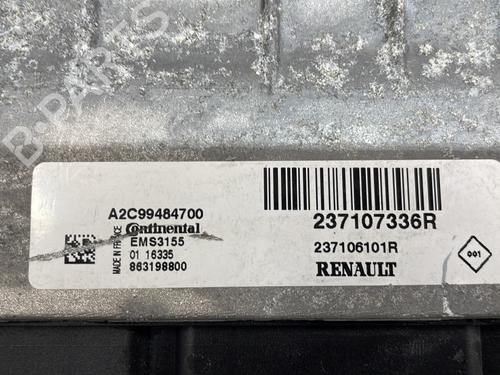 B-PARTS
A2C99484700
Continental
EMS3155
01 16335
863198800
MADE IN FRANCE
237107336R
237106101R
RENAULT
001